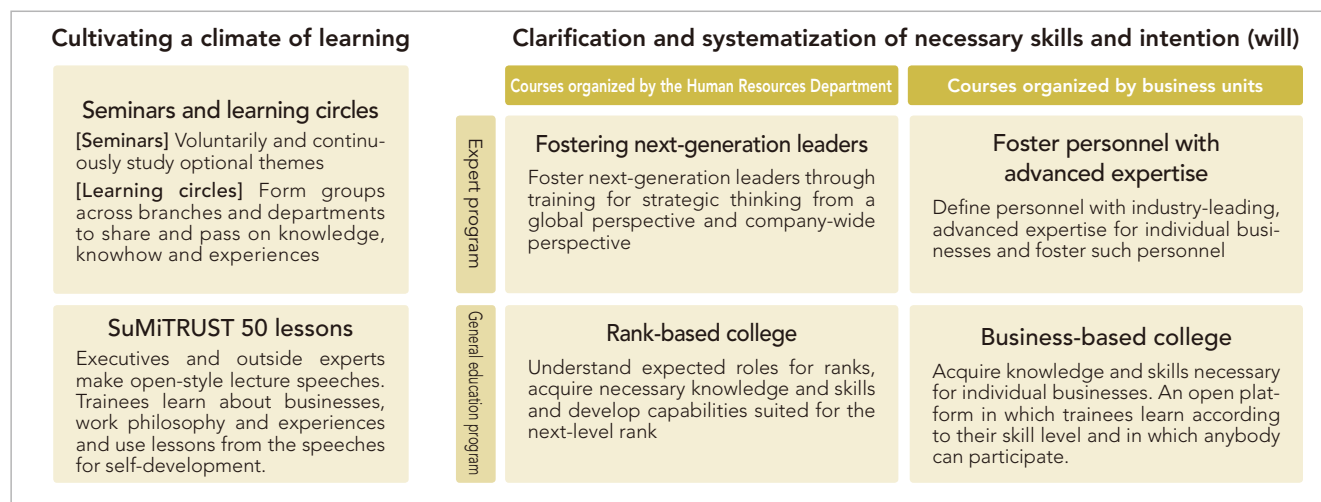 Cultivating a climate of learning
Seminars and learning circles
[Seminars] Voluntarily and continu-
ously study optional themes
[Learning circles] Form groups
across branches and departments
to share and pass on knowledge,
knowhow and experiences
SuMiTRUST 50 lessons
Executives and outside experts
make open-style lecture speeches.
Trainees learn about businesses,
work philosophy and experiences
and use lessons from the speeches
for self-development.
Clarification and systematization of necessary skills and intention (will)
Courses organized by the Human Resources Department
Courses organized by business units
Expert program
Fostering next-generation leaders
Foster next-generation leaders through
training for strategic thinking from a
global perspective and company-wide
perspective
Foster personnel with
advanced expertise
Define personnel with industry-leading,
advanced expertise for individual busi-
nesses and foster such personnel
General education program
Rank-based college
Understand expected roles for ranks,
acquire necessary knowledge and skills
and develop capabilities suited for the
next-level rank
Business-based college
Acquire knowledge and skills necessary
for individual businesses. An open plat-
form in which trainees learn according
to their skill level and in which anybody
can participate.